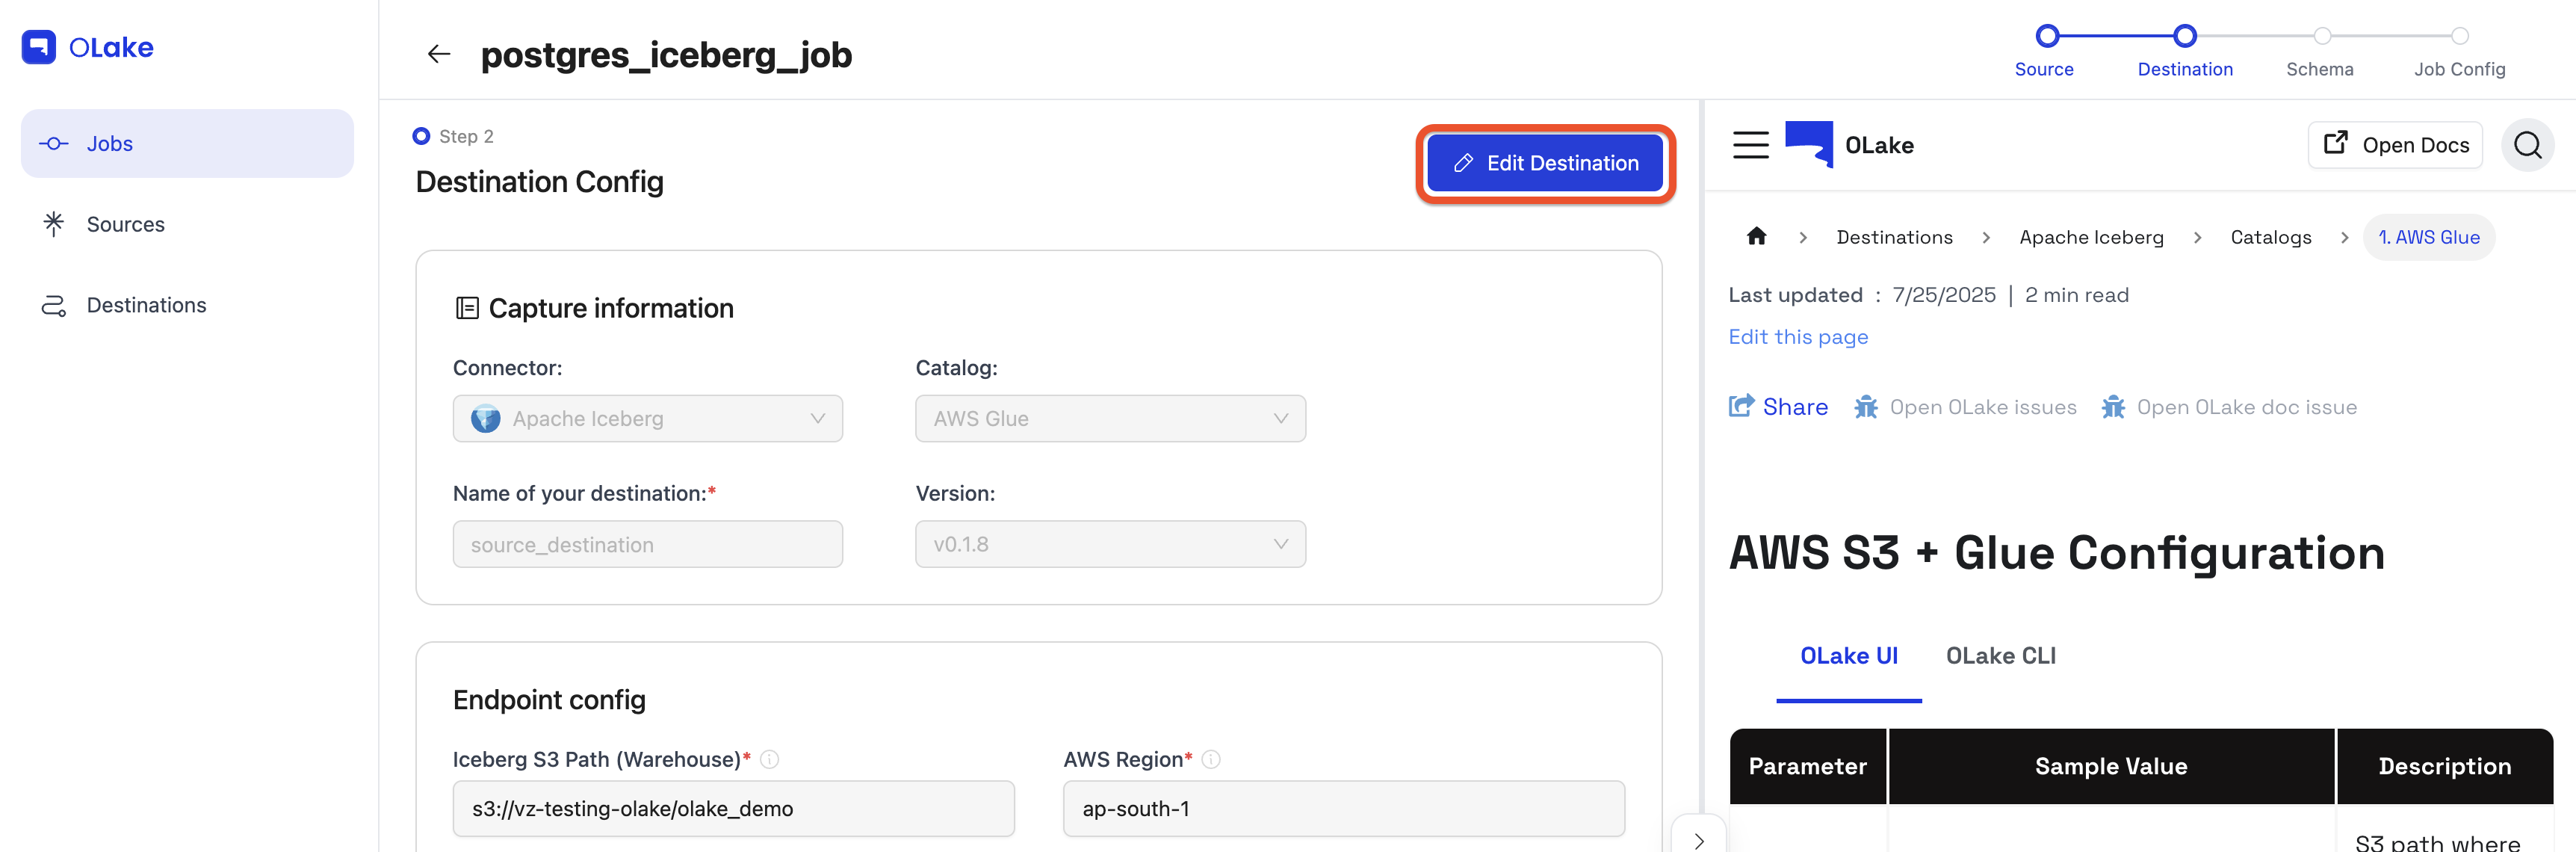 OLake
Jobs
Sources
Destinations
postgres_iceberg_job
Source
Destination
Schema
Job Config
Step 2
Destination Config
Edit Destination
Capture information
Connector:
Catalog:
Apache Iceberg
AWS Glue
Name of your destination:*
Version:
source_destination
v0.1.8
Endpoint config
Iceberg S3 Path (Warehouse)*
AWS Region*
s3://vz-testing-olake/olake_demo
ap-south-1
OLake
Open Docs
Destinations
Apache Iceberg
Catalogs
1. AWS Glue
Last updated : 7/25/2025 | 2 min read
Edit this page
Share
Open OLake issues
Open OLake doc issue
AWS S3 + Glue Configuration
OLake UI
OLake CLI
Parameter
Sample Value
Description
S3 path where